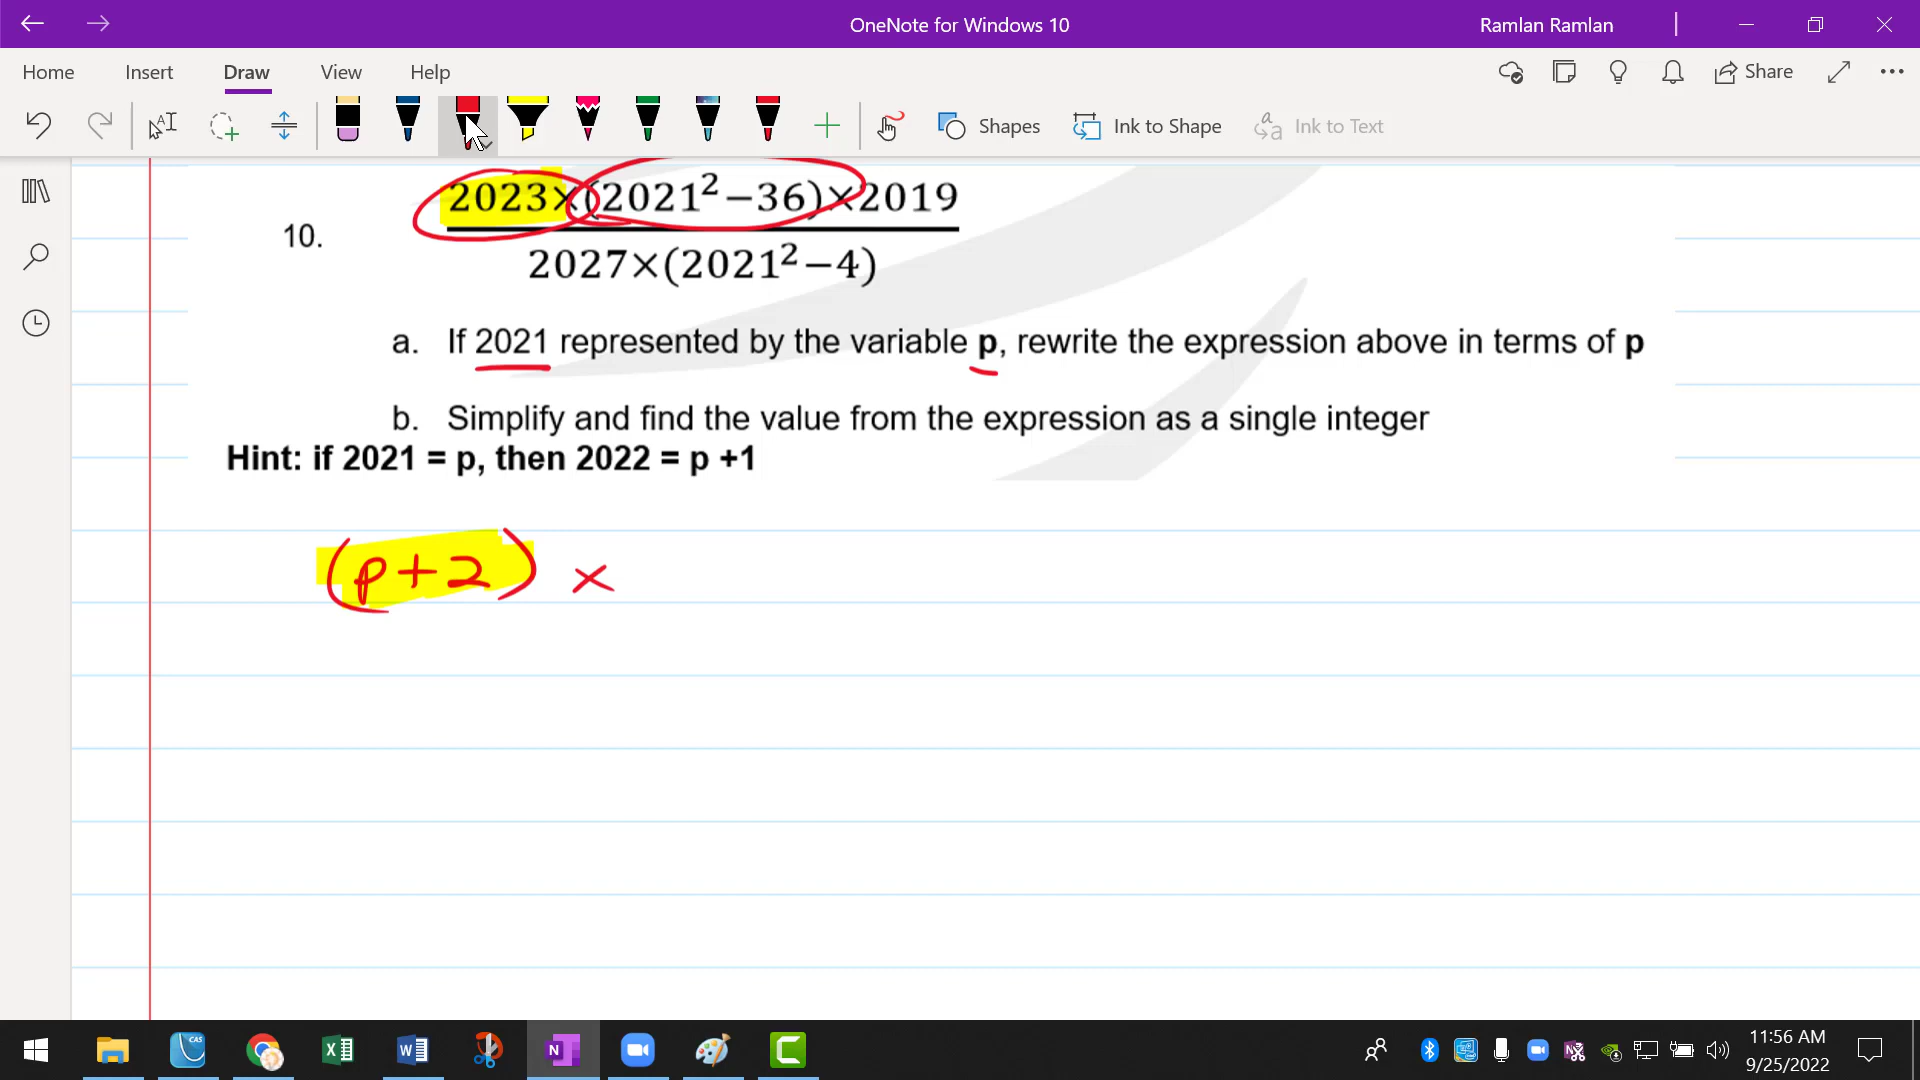 OneNote for Windows 10
Ramlan Ramlan
Home Insert Draw View Help
Share
Shapes Ink to Shape Ink to Text
10.
2023×(2021²−36)×2019
2027×(2021²−4)
a. If 2021 represented by the variable p, rewrite the expression above in terms of p
b. Simplify and find the value from the expression as a single integer
Hint: if 2021 = p, then 2022 = p +1
(p+2) ×
11:56 AM
9/25/2022